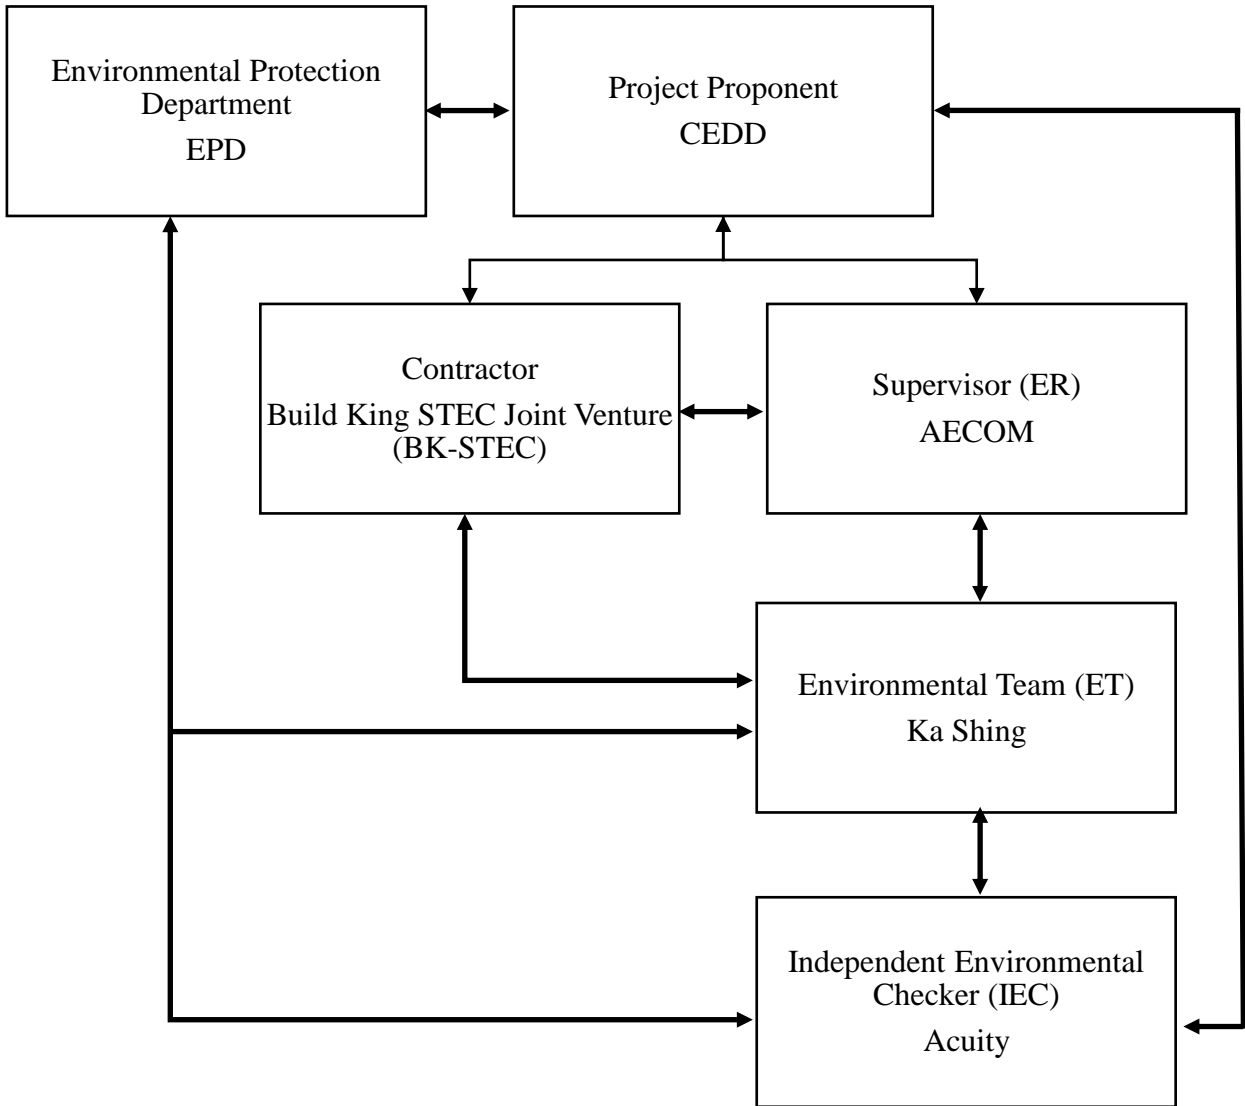 Environmental Protection
Department
EPD
Project Proponent
CEDD
Contractor
Build King STEC Joint Venture
(BK-STEC)
Supervisor (ER)
AECOM
Environmental Team (ET)
Ka Shing
Independent Environmental
Checker (IEC)
Acuity